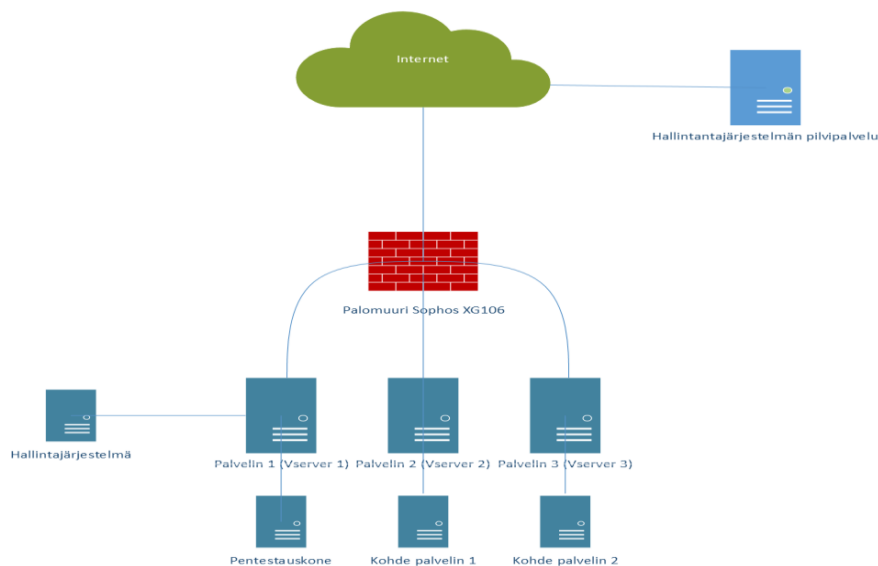 Internet
Hallintantajärjestelmän pilvipalvelu
Palomuuri Sophos XG106
Hallintajärjestelmä
Palvelin 1 (Vserver 1)
Palvelin 2 (Vserver 2)
Palvelin 3 (Vserver 3)
Pentestauskone
Kohde palvelin 1
Kohde palvelin 2